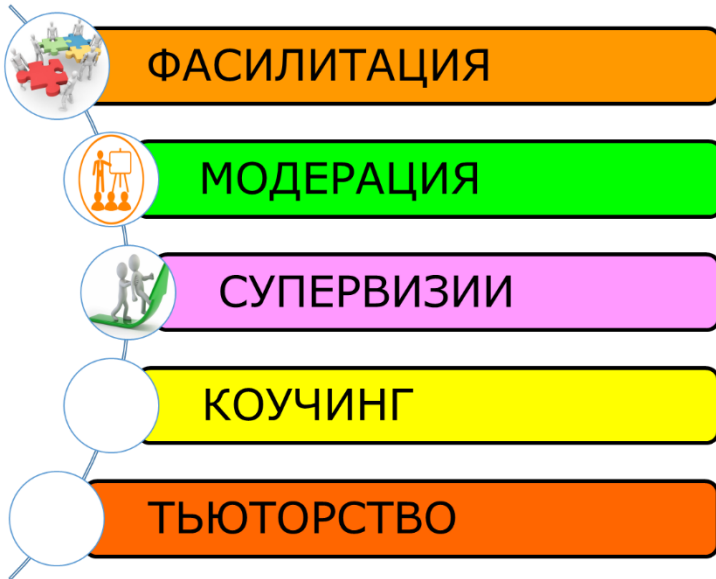 ФАСИЛИТАЦИЯ
МОДЕРАЦИЯ
СУПЕРВИЗИИ
КОУЧИНГ
ТЬЮТОРСТВО